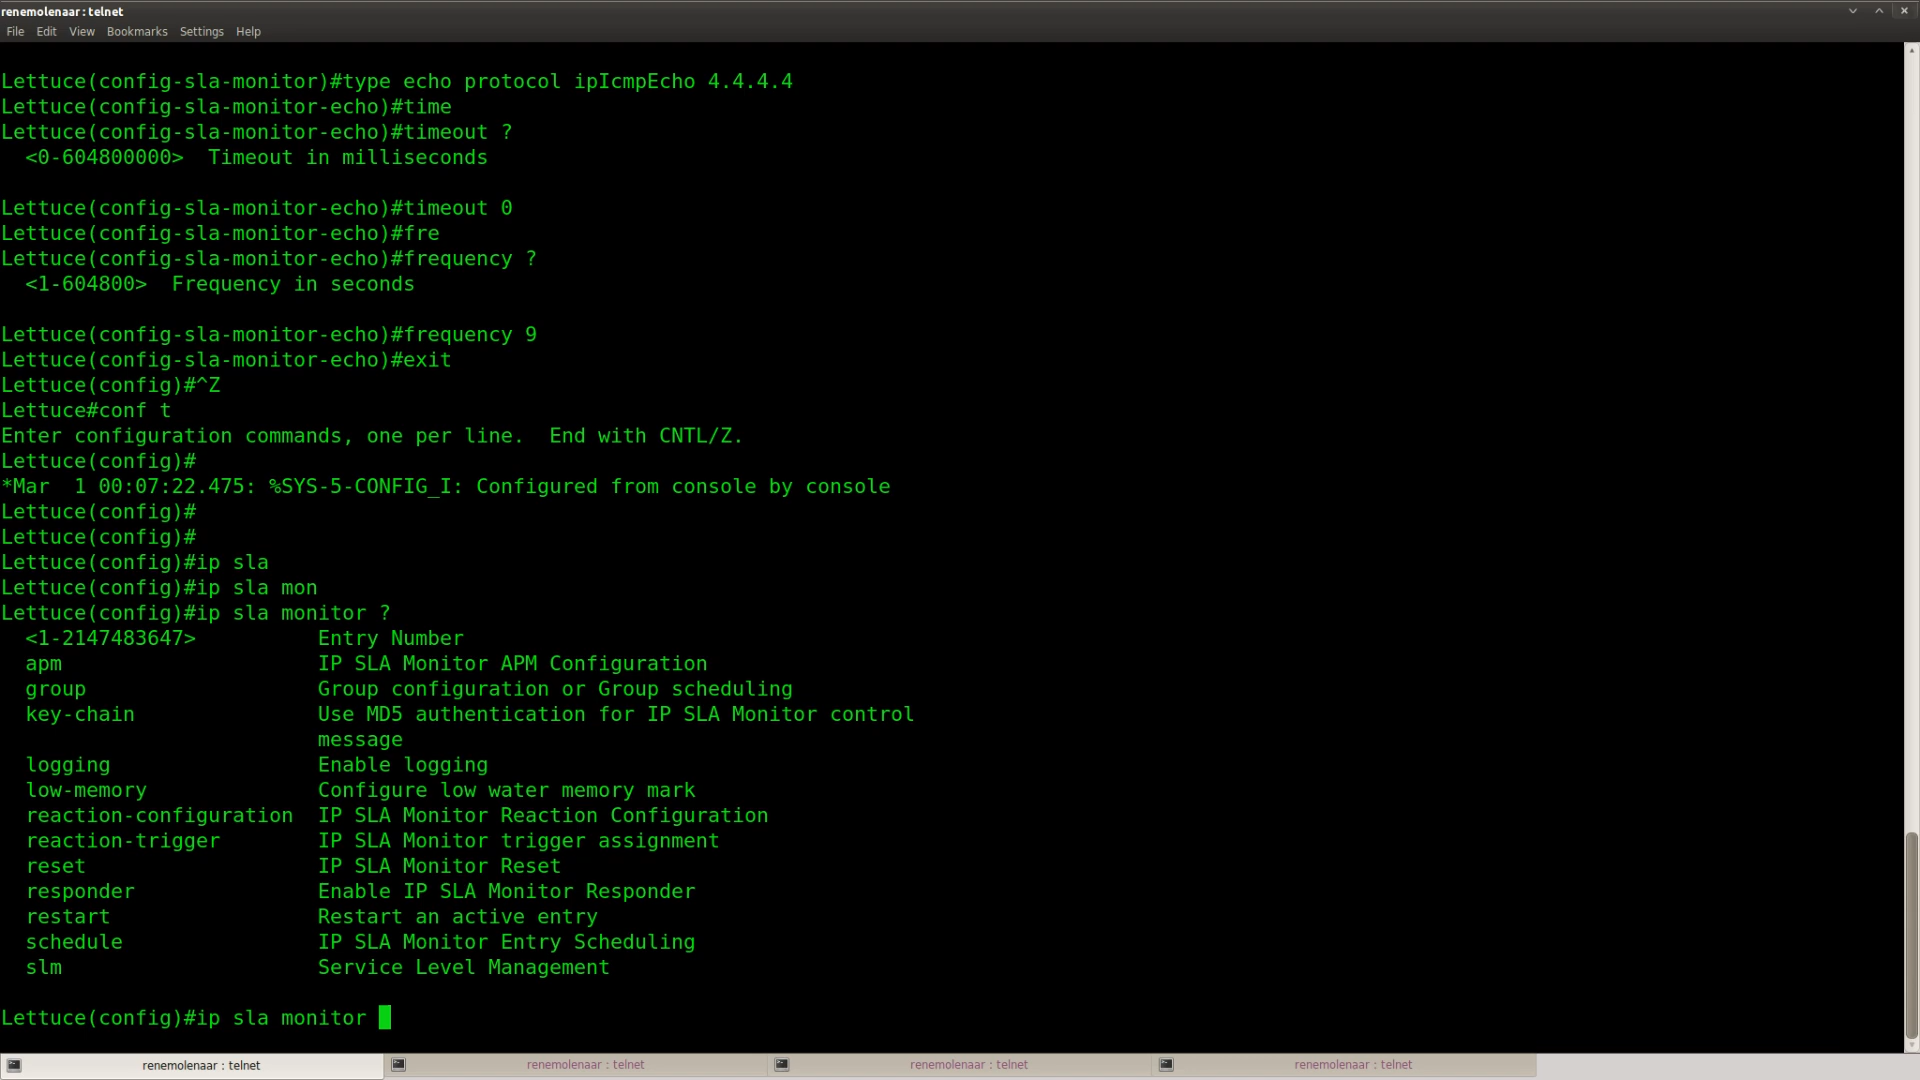 renemolenaar : telnet
File Edit View Bookmarks Settings Help
Lettuce(config-sla-monitor)#type echo protocol ipIcmpEcho 4.4.4.4
Lettuce(config-sla-monitor-echo)#time
Lettuce(config-sla-monitor-echo)#timeout ?
  <0-604800000>  Timeout in milliseconds
Lettuce(config-sla-monitor-echo)#timeout 0
Lettuce(config-sla-monitor-echo)#fre
Lettuce(config-sla-monitor-echo)#frequency ?
  <1-604800>  Frequency in seconds
Lettuce(config-sla-monitor-echo)#frequency 9
Lettuce(config-sla-monitor-echo)#exit
Lettuce(config)#^Z
Lettuce#conf t
Enter configuration commands, one per line.  End with CNTL/Z.
Lettuce(config)#
*Mar  1 00:07:22.475: %SYS-5-CONFIG_I: Configured from console by console
Lettuce(config)#
Lettuce(config)#
Lettuce(config)#ip sla
Lettuce(config)#ip sla mon
Lettuce(config)#ip sla monitor ?
  <1-2147483647>          Entry Number
  apm                     IP SLA Monitor APM Configuration
  group                   Group configuration or Group scheduling
  key-chain               Use MD5 authentication for IP SLA Monitor control
                          message
  logging                 Enable logging
  low-memory              Configure low water memory mark
  reaction-configuration  IP SLA Monitor Reaction Configuration
  reaction-trigger        IP SLA Monitor trigger assignment
  reset                   IP SLA Monitor Reset
  responder               Enable IP SLA Monitor Responder
  restart                 Restart an active entry
  schedule                IP SLA Monitor Entry Scheduling
  slm                     Service Level Management
Lettuce(config)#ip sla monitor
renemolenaar : telnet renemolenaar : telnet renemolenaar : telnet renemolenaar : telnet